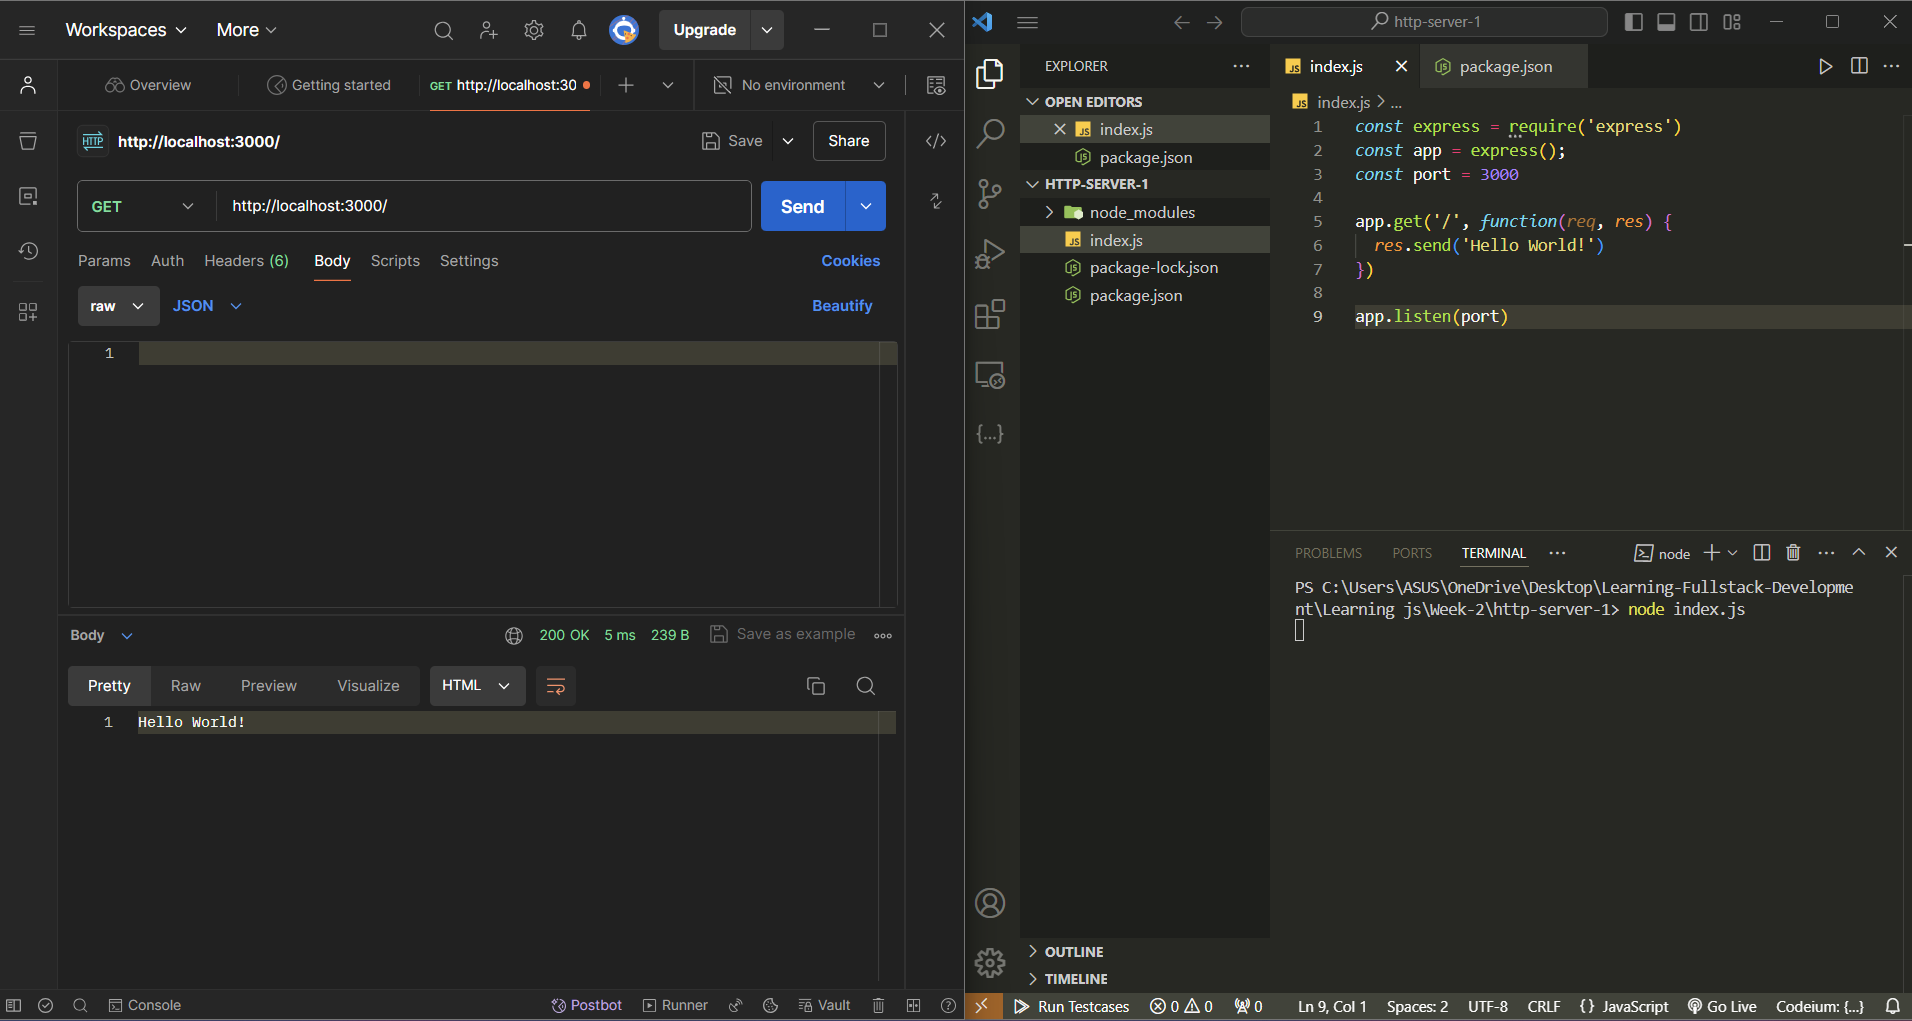 Workspaces More Upgrade
Overview Getting started GET http://localhost:30 No environment
HTTP http://localhost:3000/ Save Share
GET http://localhost:3000/ Send
Params Auth Headers (6) Body Scripts Settings Cookies
raw JSON Beautify
1
Body 200 OK 5 ms 239 B Save as example
Pretty Raw Preview Visualize HTML
1 Hello World!
Console Postbot Runner Vault
http-server-1
EXPLORER
OPEN EDITORS
JS index.js
package.json
HTTP-SERVER-1
node_modules
JS index.js
package-lock.json
package.json
OUTLINE
TIMELINE
JS index.js package.json
JS index.js > ...
1 const express = require('express')
2 const app = express();
3 const port = 3000
4
5 app.get('/', function(req, res) {
6 res.send('Hello World!')
7 })
8
9 app.listen(port)
PROBLEMS PORTS TERMINAL node
PS C:\Users\ASUS\OneDrive\Desktop\Learning-Fullstack-Developme
nt\Learning js\Week-2\http-server-1> node index.js
Run Testcases 0 0 0 Ln 9, Col 1 Spaces: 2 UTF-8 CRLF {} JavaScript Go Live Codeium: {...}